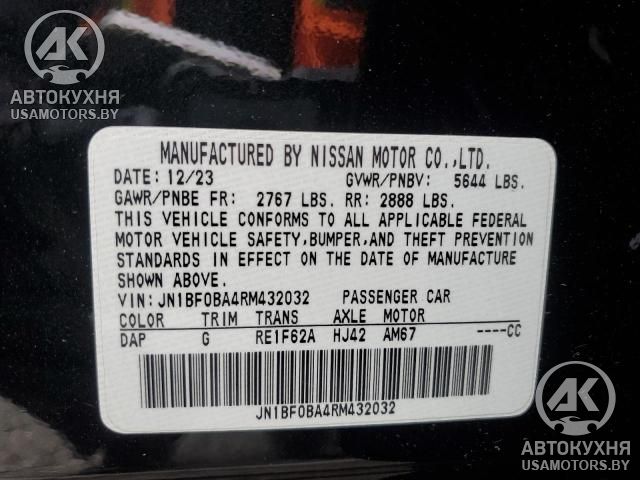 AK
АВТОКУХНЯ
USAMOTORS.BY
MANUFACTURED BY NISSAN MOTOR CO.,LTD.
DATE: 12/23 GVWR/PNBV: 5644 LBS.
GAWR/PNBE FR: 2767 LBS. RR: 2888 LBS.
THIS VEHICLE CONFORMS TO ALL APPLICABLE FEDERAL
MOTOR VEHICLE SAFETY,BUMPER,AND THEFT PREVENTION
STANDARDS IN EFFECT ON THE DATE OF MANUFACTURE
SHOWN ABOVE.
VIN: JN1BF0BA4RM432032 PASSENGER CAR
COLOR TRIM TRANS AXLE MOTOR
DAP G RE1F62A HJ42 AM67 ----CC
JN1BF0BA4RM432032
AK
АВТОКУХНЯ
USAMOTORS.BY